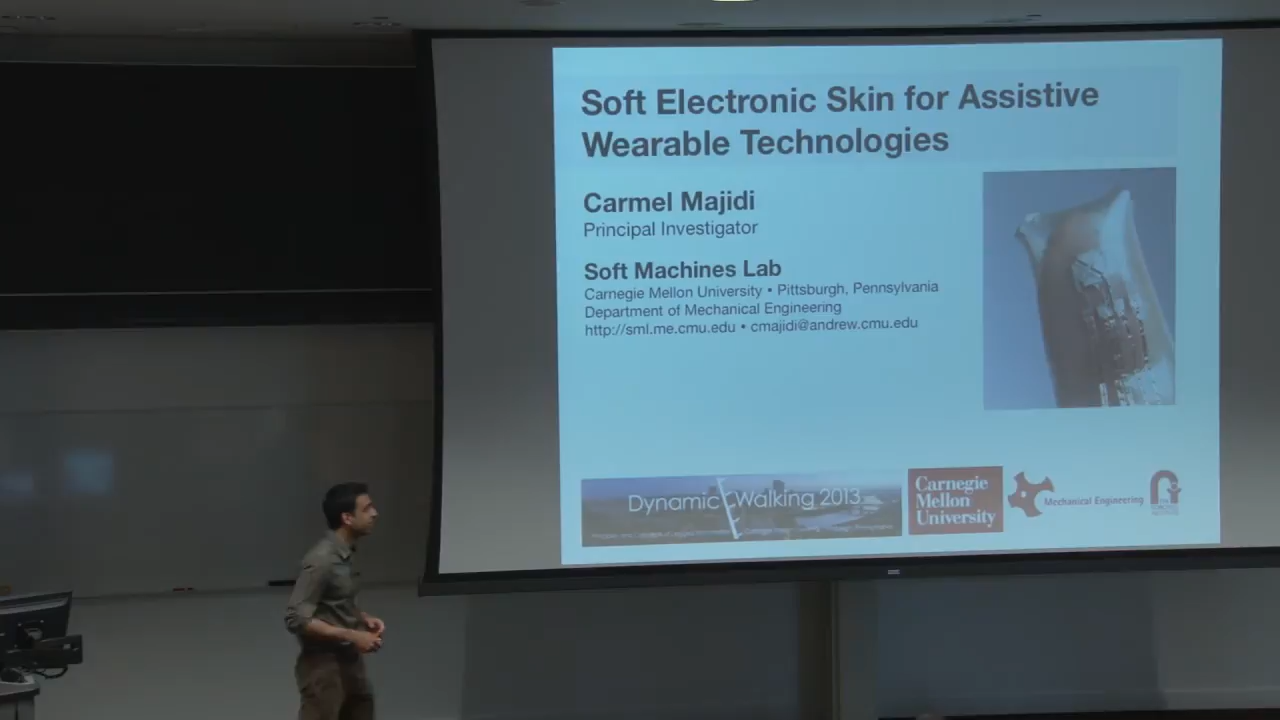 Soft Electronic Skin for Assistive
Wearable Technologies
Carmel Majidi
Principal Investigator
Soft Machines Lab
Carnegie Mellon University • Pittsburgh, Pennsylvania
Department of Mechanical Engineering
http://sml.me.cmu.edu • cmajidi@andrew.cmu.edu
Dynamic Walking 2013
Carnegie
Mellon
University
Mechanical Engineering